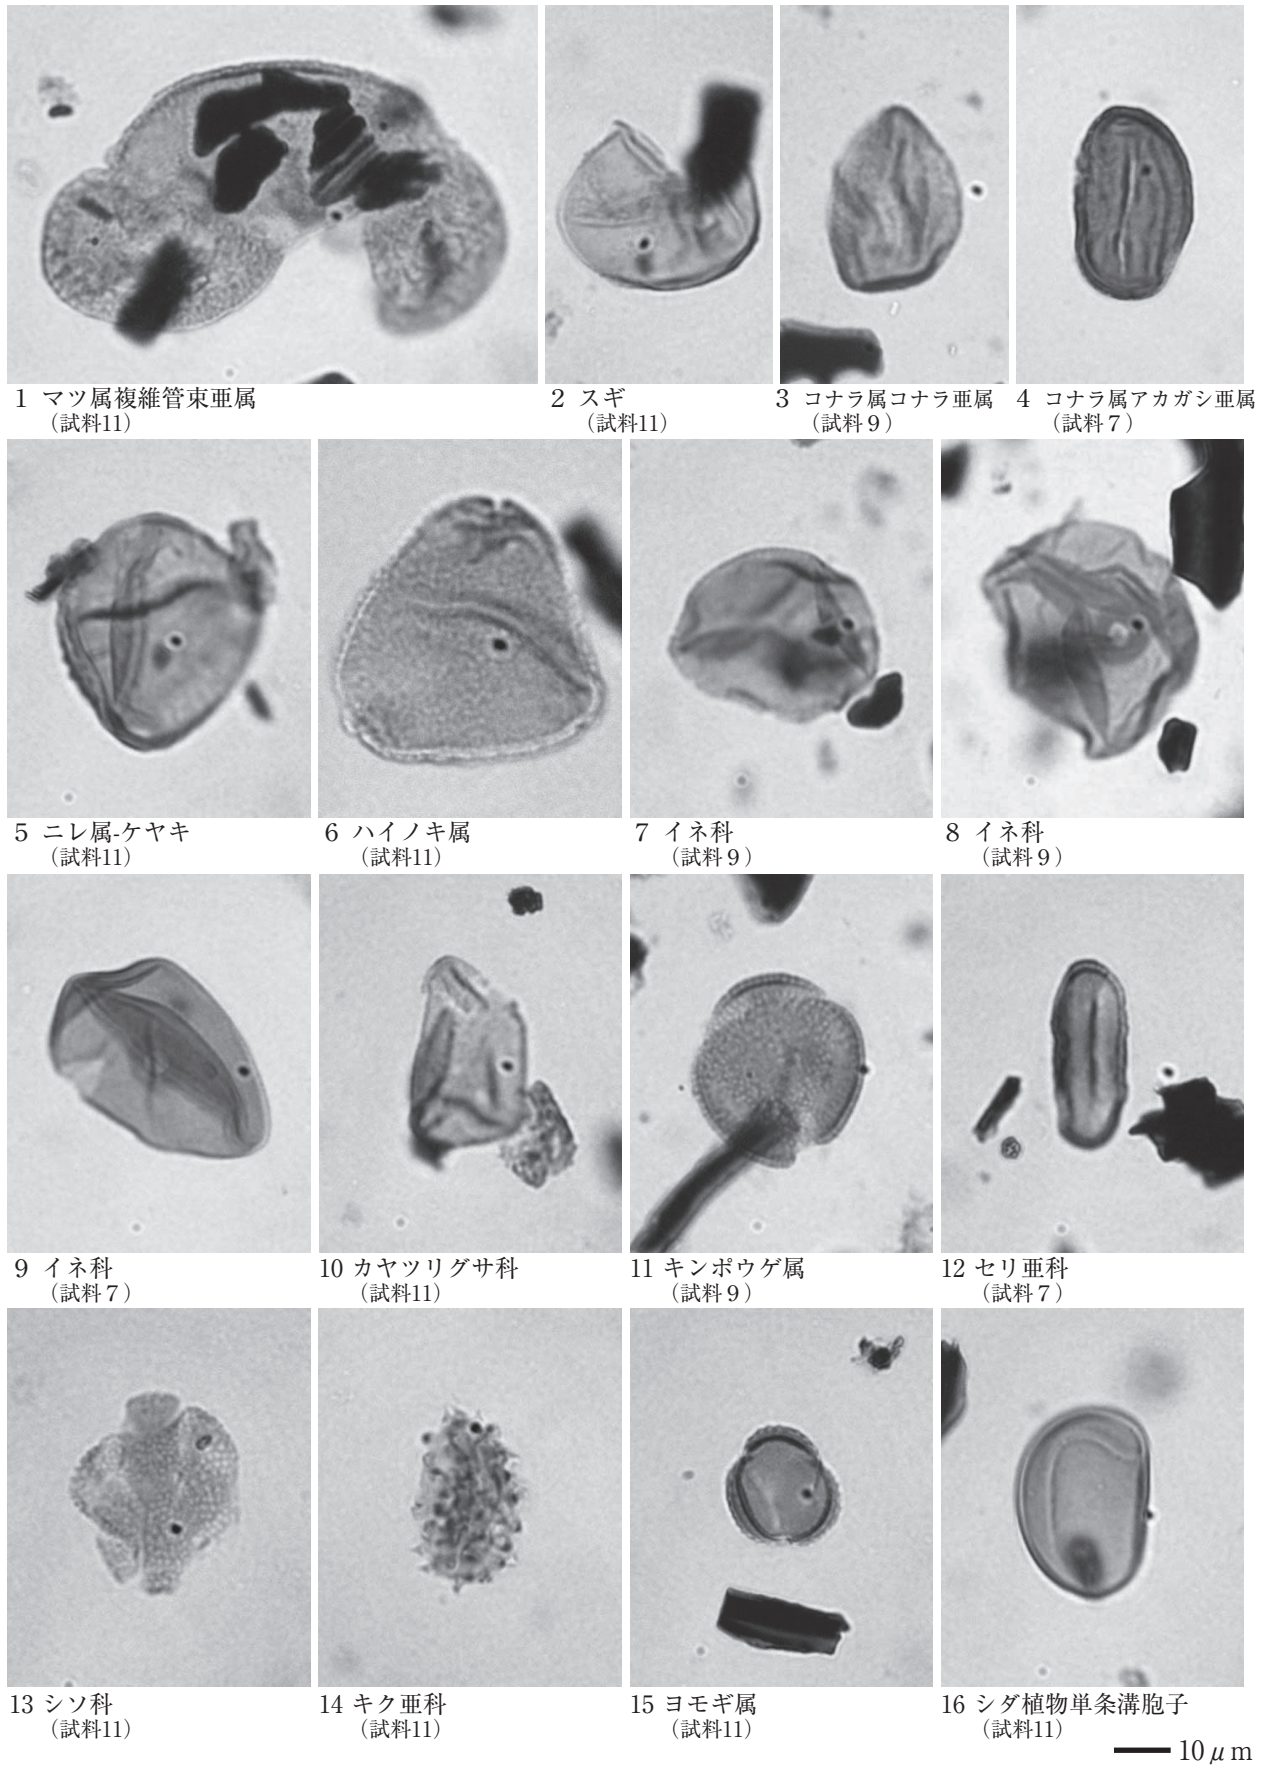 1 マツ属複維管束亜属
（試料11）
2 スギ
（試料11）
3 コナラ属コナラ亜属
（試料９）
4 コナラ属アカガシ亜属
（試料７）
5 ニレ属-ケヤキ
（試料11）
6 ハイノキ属
（試料11）
7 イネ科
（試料９）
8 イネ科
（試料９）
9 イネ科
（試料７）
10 カヤツリグサ科
（試料11）
11 キンポウゲ属
（試料９）
12 セリ亜科
（試料７）
13 シソ科
（試料11）
14 キク亜科
（試料11）
15 ヨモギ属
（試料11）
16 シダ植物単条溝胞子
（試料11）
10μm